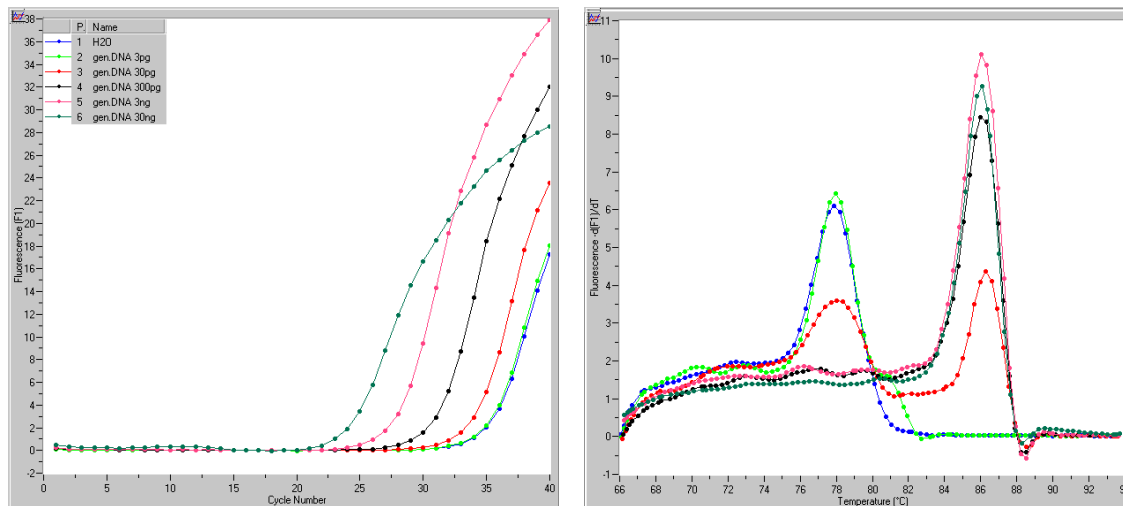 P. Name
1 H20
2 gen.DNA 3pg
3 gen.DNA 30pg
4 gen.DNA 300pg
5 gen.DNA 3ng
6 gen.DNA 30ng
38
36
34
32
30
28
26
24
22
20
18
16
14
12
10
8
6
4
2
0
-2
Fluorescence (F1)
0 5 10 15 20 25 30 35 40
Cycle Number
11
10
9
8
7
6
5
4
3
2
1
0
-1
Fluorescence -d(F1)/dT
66 68 70 72 74 76 78 80 82 84 86 88 90 92 94
Temperature (°C)